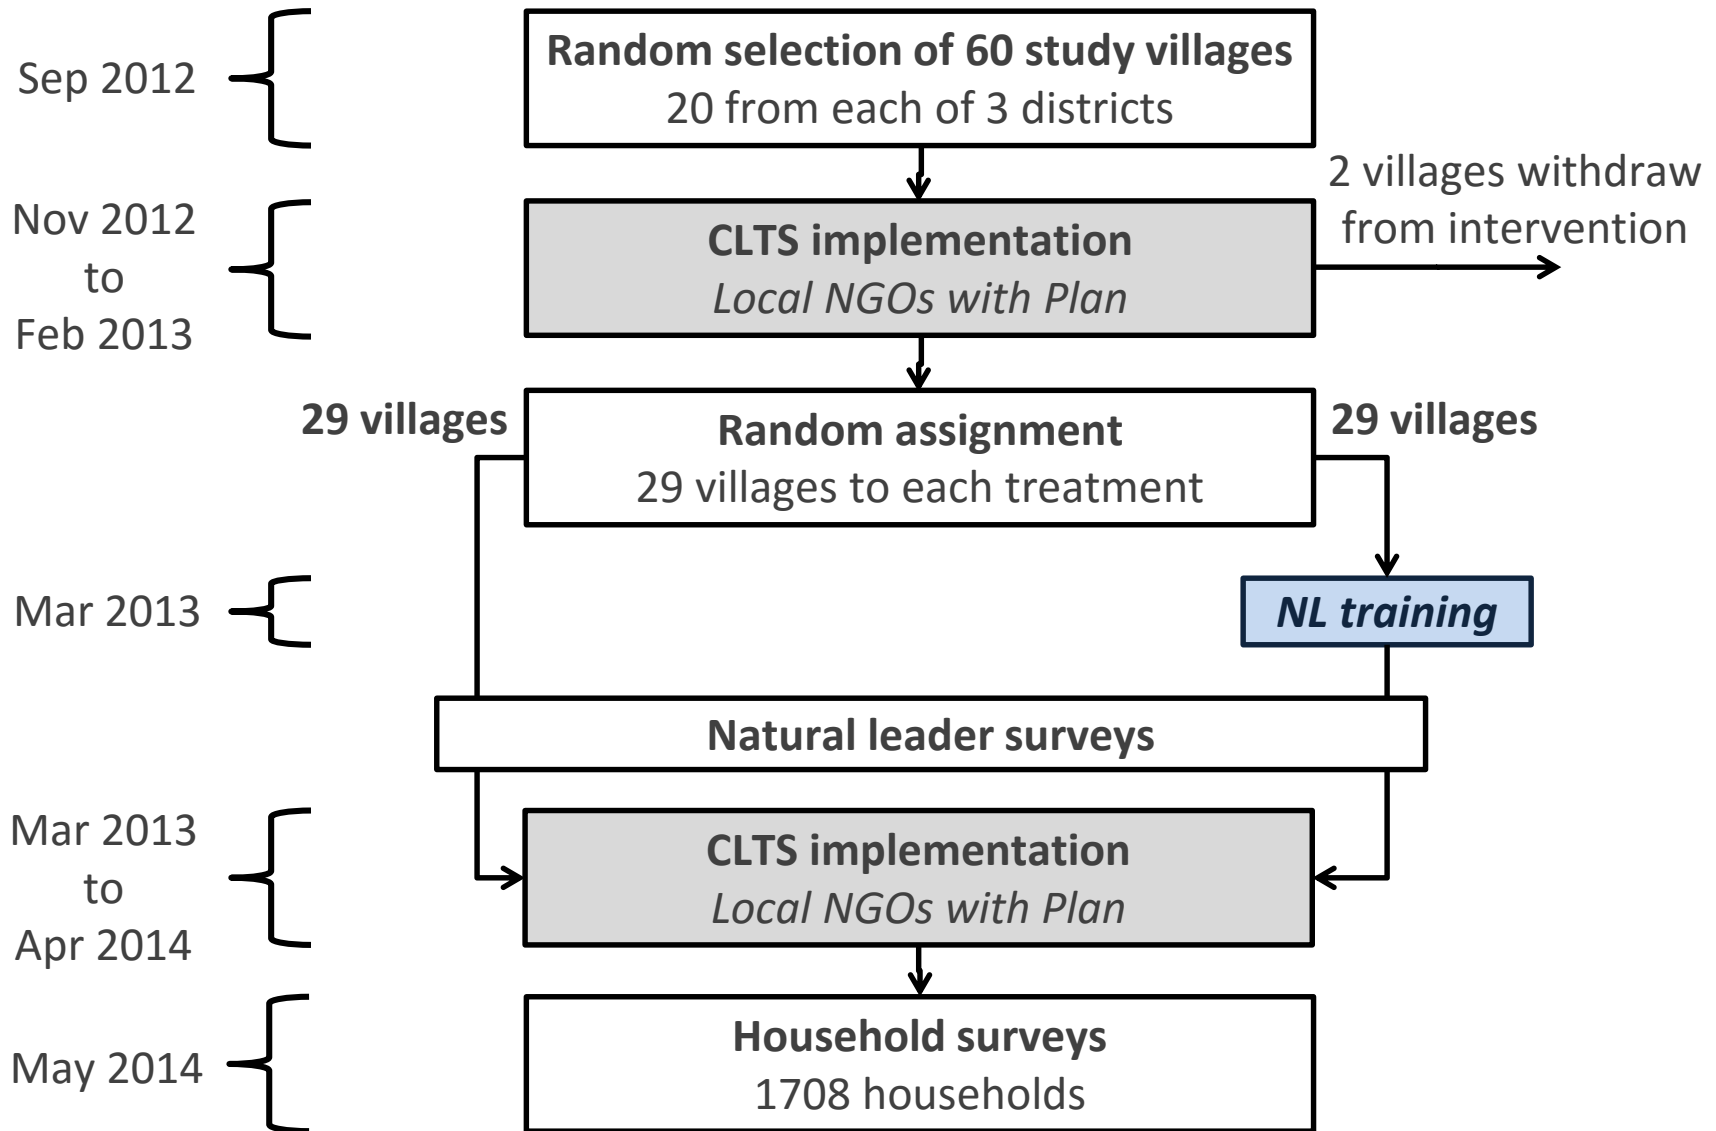 Sep 2012
Random selection of 60 study villages
20 from each of 3 districts
Nov 2012
to
Feb 2013
CLTS implementation
Local NGOs with Plan
2 villages withdraw
from intervention
29 villages
Random assignment
29 villages to each treatment
29 villages
Mar 2013
NL training
Natural leader surveys
Mar 2013
to
Apr 2014
CLTS implementation
Local NGOs with Plan
May 2014
Household surveys
1708 households